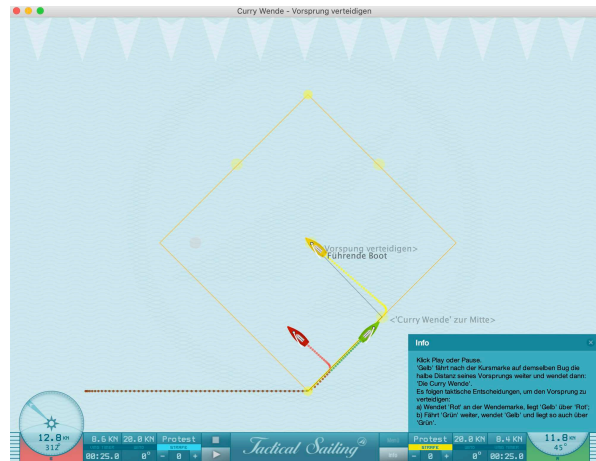 Curry Wende - Vorsprung verteidigen
Vorspung verteidigen>
Führende Boot
<'Curry Wende' zur Mitte>
Info
Klick Play oder Pause.
'Gelb' fährt nach der Kursmarke auf demselben Bug die
halbe Distanz seines Vorsprungs weiter und wendet dann:
'Die Curry Wende'.
Es folgen taktische Entscheidungen, um den Vorsprung zu
verteidigen:
a) Wendet 'Rot' an der Wendemarke, liegt 'Gelb' über 'Rot';
b) Fährt 'Grün' weiter, wendet 'Gelb' und liegt so auch über
'Grün'.
12.8 KN
312°
8.6 KN 20.0 KN Protest
STRAFE
00:25.0 0° - 0 +
Tactical Sailing
Protest 20.0 KN 8.4 KN
STRAFE
- 0 + 0° 00:25.0
11.8 KN
45°